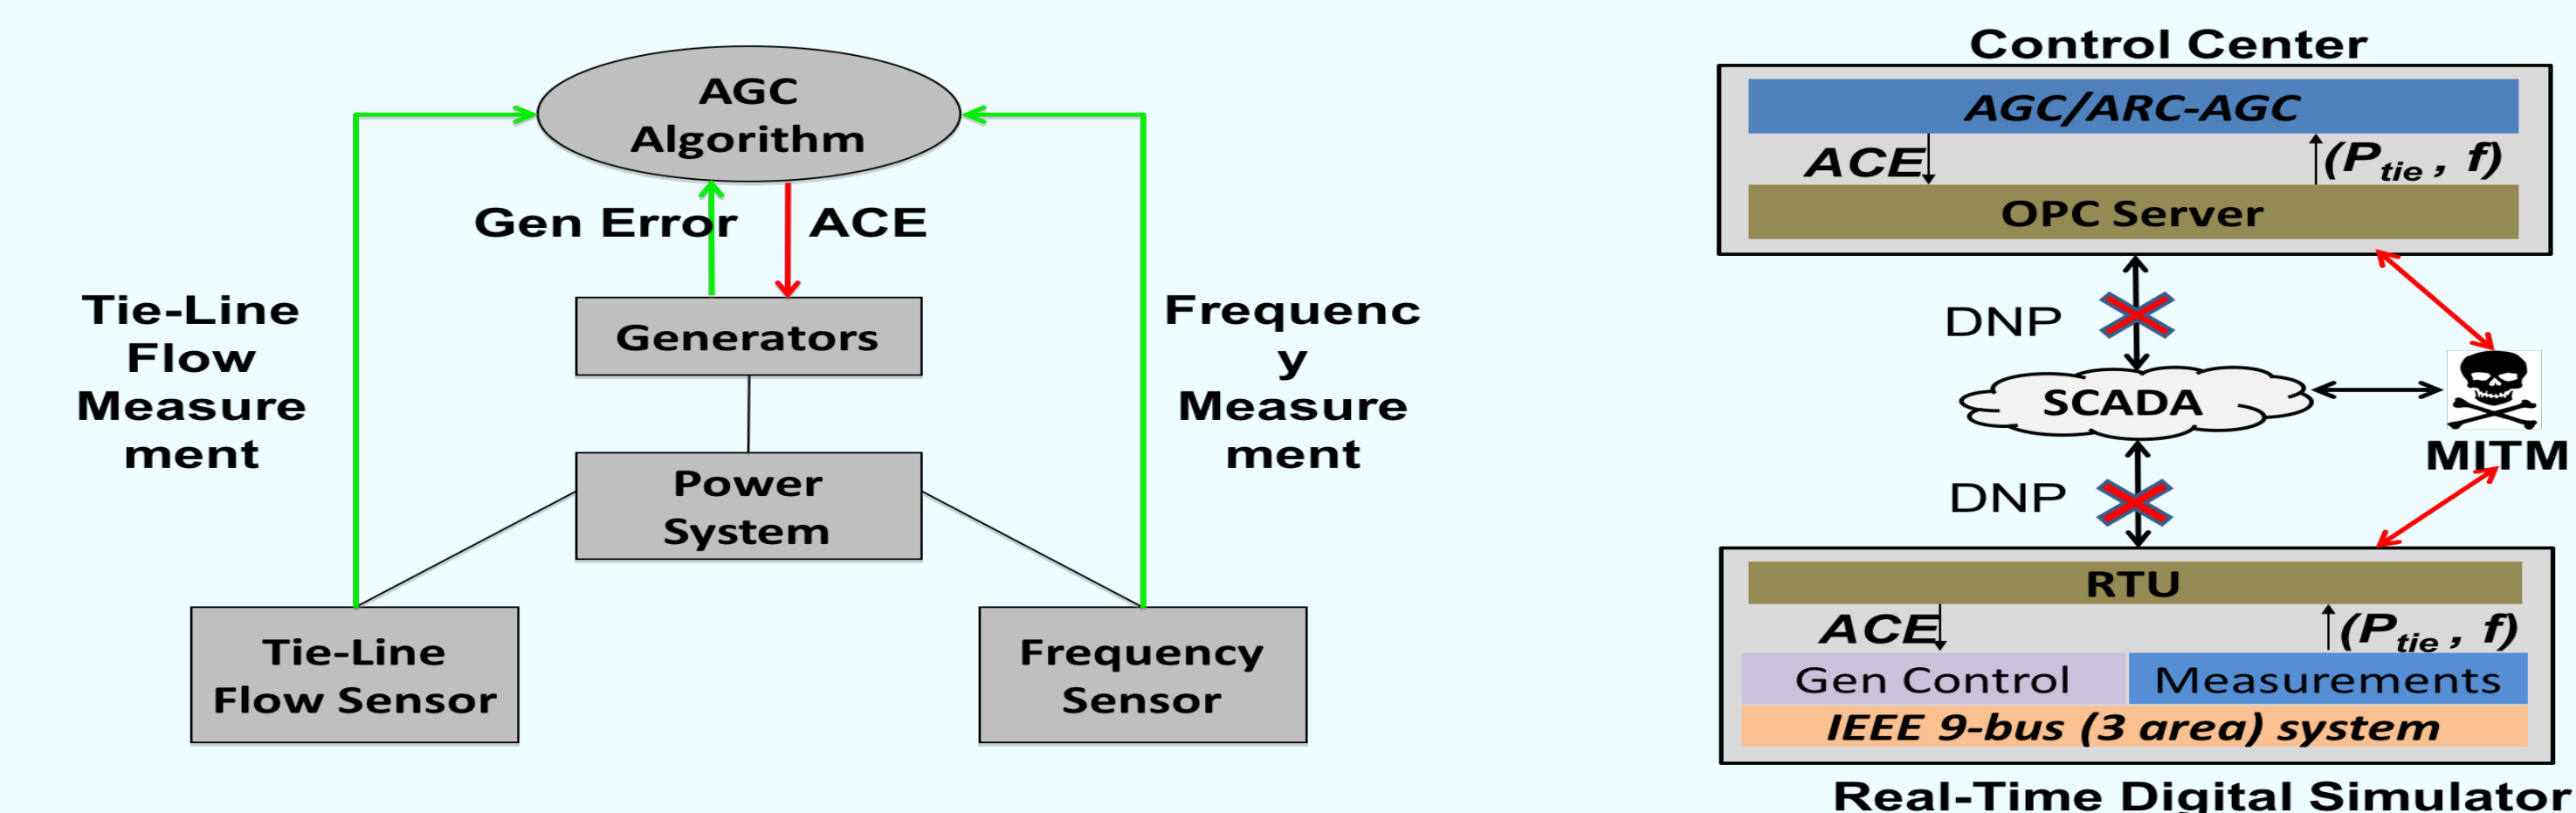 AGC
Algorithm
Gen Error
ACE
Tie-Line
Flow
Measure
ment
Generators
Frequenc
y
Measure
ment
Power
System
Tie-Line
Flow Sensor
Frequency
Sensor
Control Center
AGC/ARC-AGC
ACE
(Ptie , f)
OPC Server
DNP
SCADA
MITM
DNP
RTU
ACE
(Ptie , f)
Gen Control
Measurements
IEEE 9-bus (3 area) system
Real-Time Digital Simulator